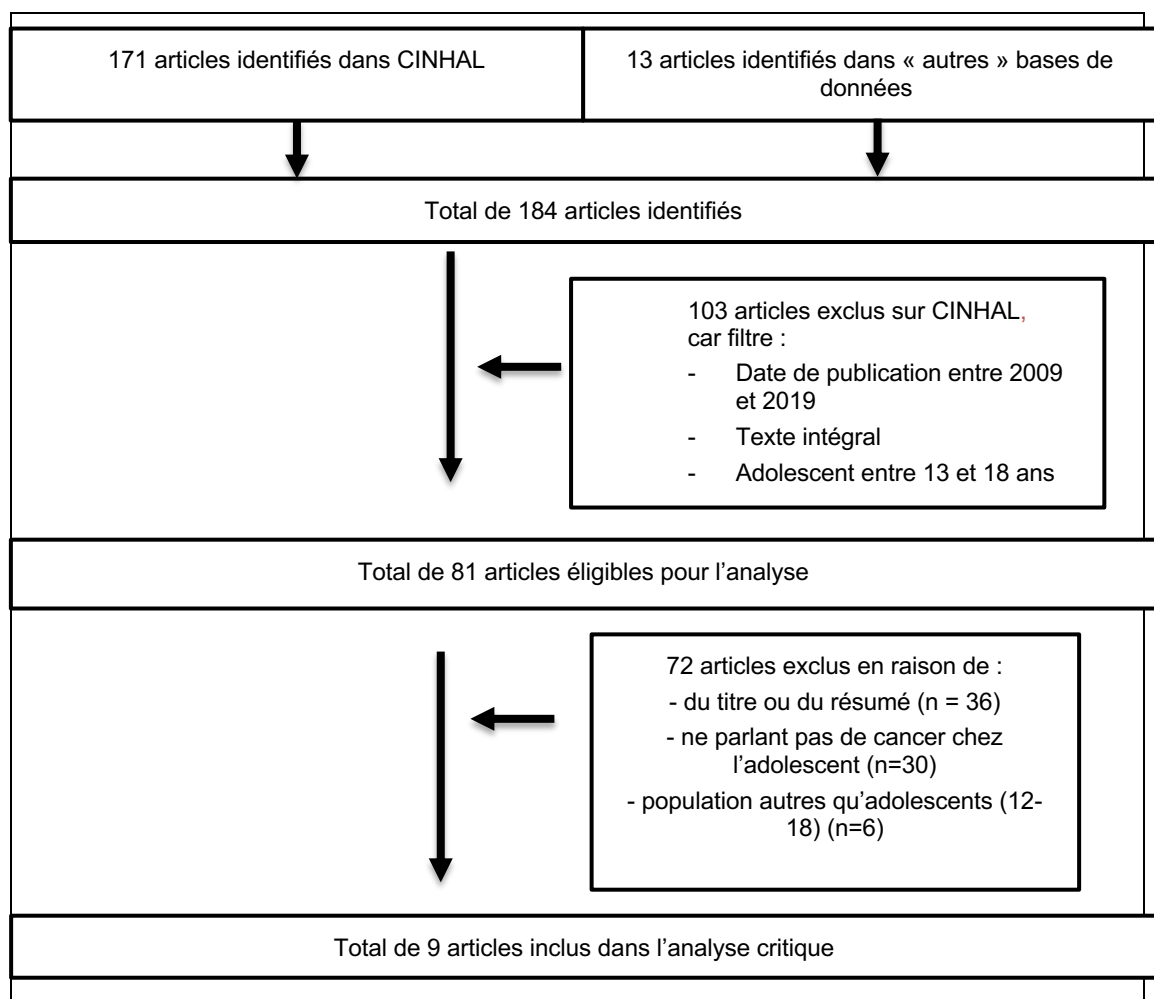 171 articles identifiés dans CINHAL
13 articles identifiés dans « autres » bases de
données
Total de 184 articles identifiés
103 articles exclus sur CINHAL,
car filtre :
- Date de publication entre 2009
et 2019
- Texte intégral
- Adolescent entre 13 et 18 ans
Total de 81 articles éligibles pour l’analyse
72 articles exclus en raison de :
- du titre ou du résumé (n = 36)
- ne parlant pas de cancer chez
l’adolescent (n=30)
- population autres qu’adolescents (12-
18) (n=6)
Total de 9 articles inclus dans l’analyse critique